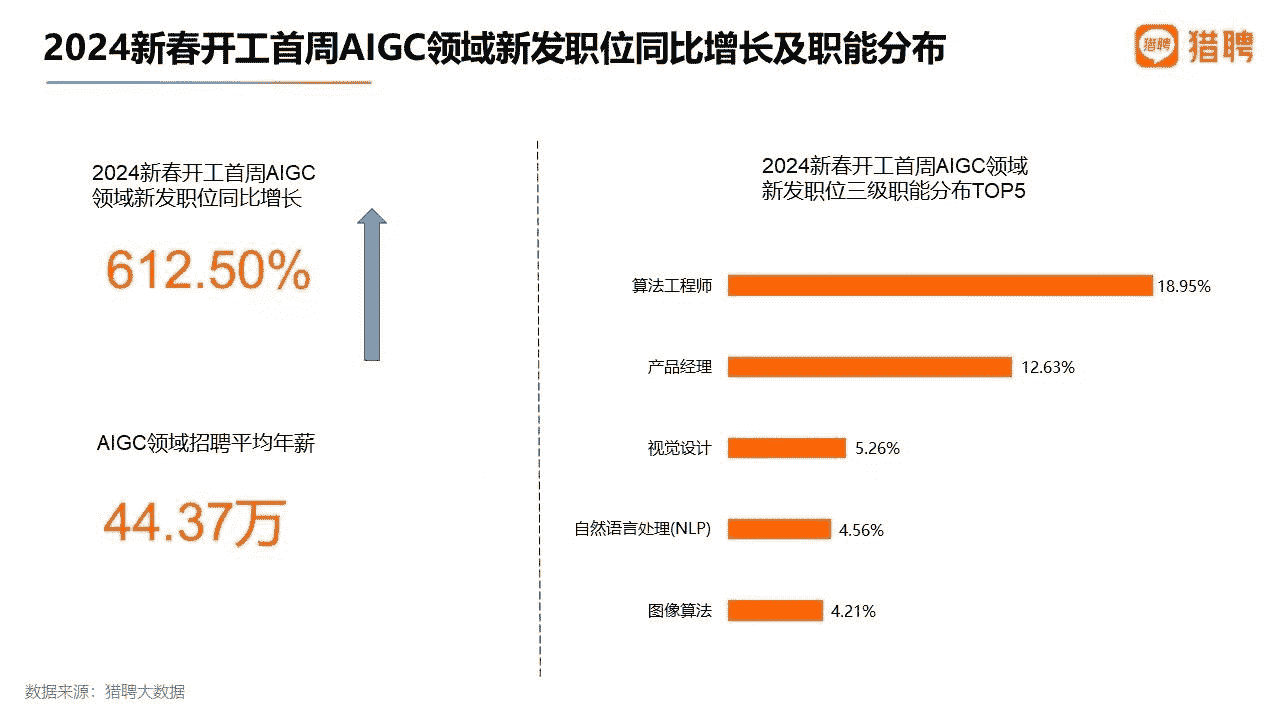 2024新春开工首周AIGC领域新发职位同比增长及职能分布
猎聘
猎聘
2024新春开工首周AIGC
领域新发职位同比增长
612.50%
AIGC领域招聘平均年薪
44.37万
2024新春开工首周AIGC领域
新发职位三级职能分布TOP5
算法工程师 18.95%
产品经理 12.63%
视觉设计 5.26%
自然语言处理(NLP) 4.56%
图像算法 4.21%
数据来源：猎聘大数据